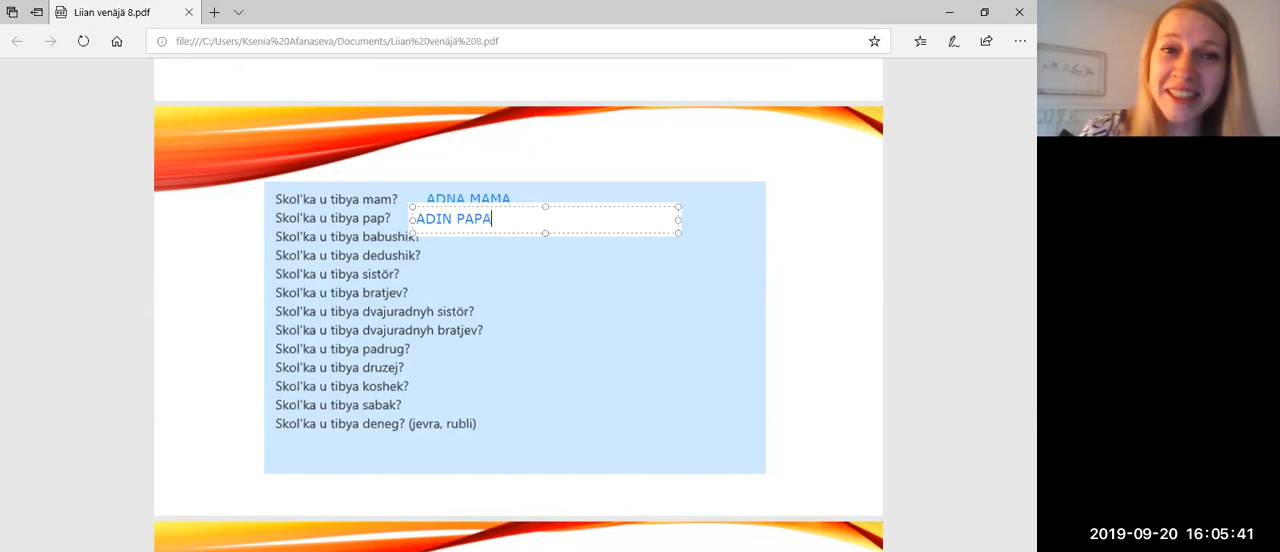 Liian venäjä 8.pdf
file:///C:/Users/Ksenia%20Afanaseva/Documents/Liian%20venäjä%208.pdf
Skol'ka u tibya mam? ADNA MAMA
Skol'ka u tibya pap? ADIN PAPA
Skol'ka u tibya babushik?
Skol'ka u tibya dedushik?
Skol'ka u tibya sistör?
Skol'ka u tibya bratjev?
Skol'ka u tibya dvajuradnyh sistör?
Skol'ka u tibya dvajuradnyh bratjev?
Skol'ka u tibya padrug?
Skol'ka u tibya druzej?
Skol'ka u tibya koshek?
Skol'ka u tibya sabak?
Skol'ka u tibya deneg? (jevra, rubli)
2019-09-20 16:05:41